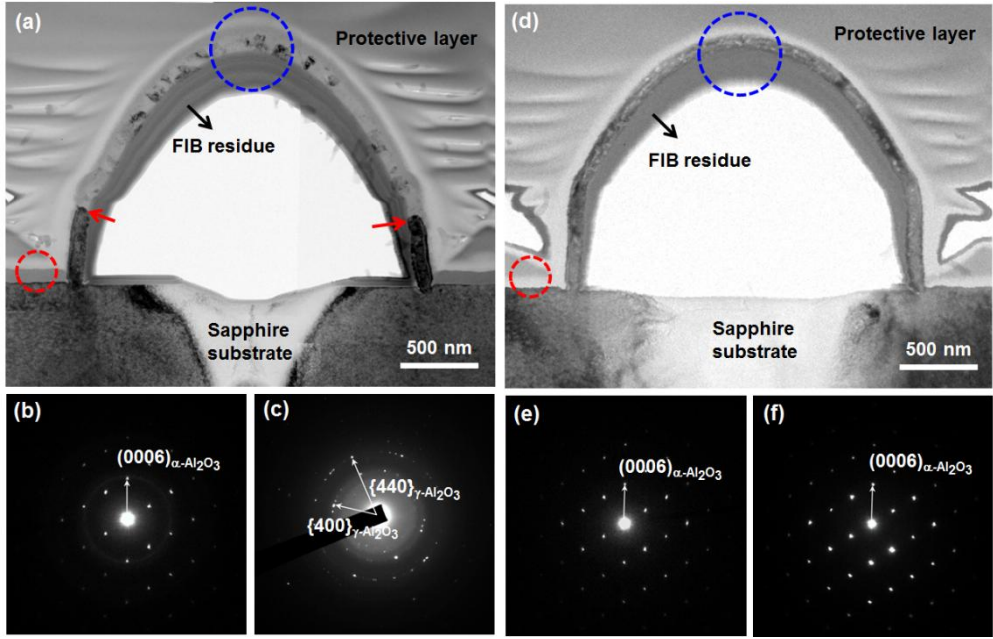 (a)
Protective layer
FIB residue
Sapphire
substrate
500 nm
(d)
Protective layer
FIB residue
Sapphire
substrate
500 nm
(b)
(0006)α-Al2O3
(c)
{440}γ-Al2O3
{400}γ-Al2O3
(e)
(0006)α-Al2O3
(f)
(0006)α-Al2O3